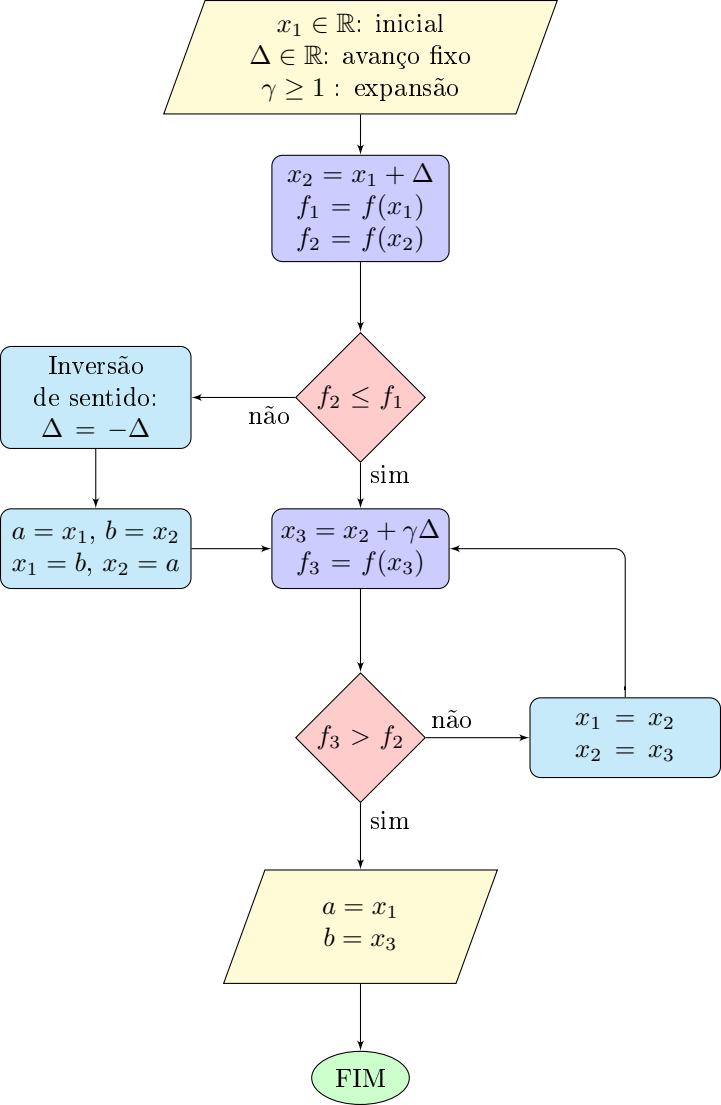 x₁ ∈ ℝ: inicial
Δ ∈ ℝ: avanço fixo
γ ≥ 1 : expansão
x₂ = x₁ + Δ
f₁ = f(x₁)
f₂ = f(x₂)
f₂ ≤ f₁
não
sim
Inversão
de sentido:
Δ = −Δ
a = x₁, b = x₂
x₁ = b, x₂ = a
x₃ = x₂ + γΔ
f₃ = f(x₃)
f₃ > f₂
não
x₁ = x₂
x₂ = x₃
sim
a = x₁
b = x₃
FIM